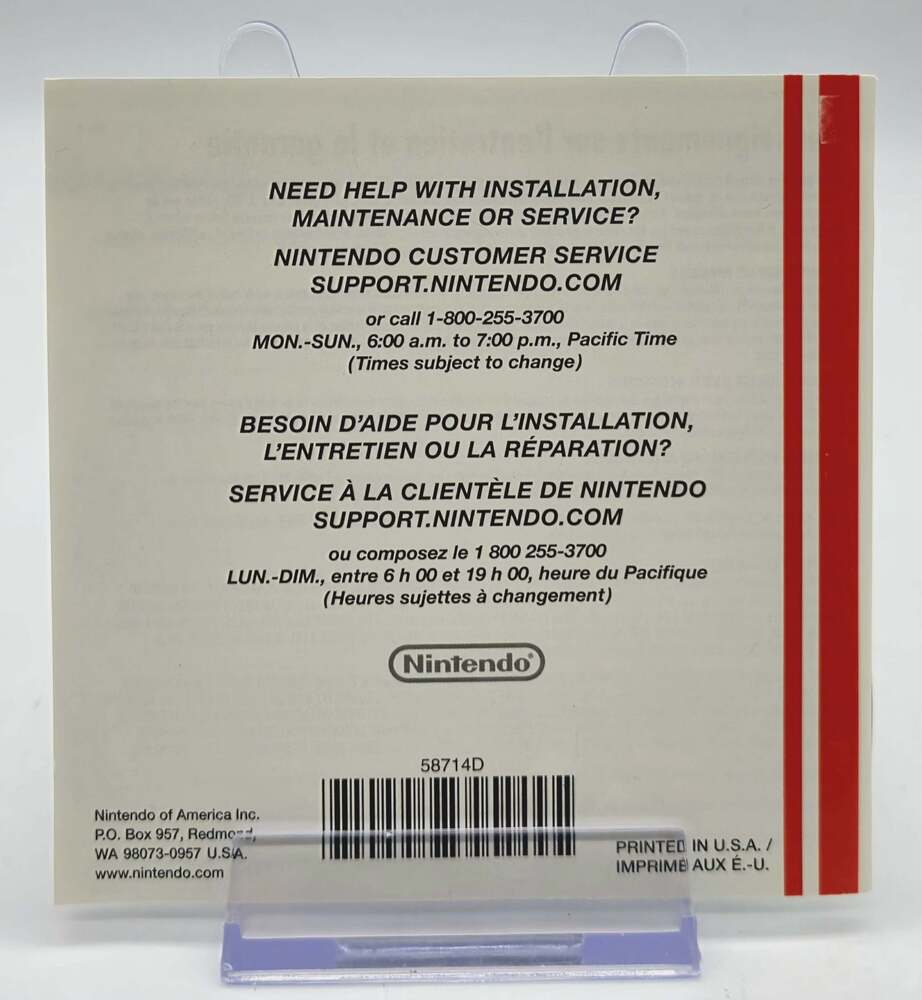 NEED HELP WITH INSTALLATION,
MAINTENANCE OR SERVICE?
NINTENDO CUSTOMER SERVICE
SUPPORT.NINTENDO.COM
or call 1-800-255-3700
MON.-SUN., 6:00 a.m. to 7:00 p.m., Pacific Time
(Times subject to change)
BESOIN D'AIDE POUR L'INSTALLATION,
L'ENTRETIEN OU LA RÉPARATION?
SERVICE À LA CLIENTÈLE DE NINTENDO
SUPPORT.NINTENDO.COM
ou composez le 1 800 255-3700
LUN.-DIM., entre 6 h 00 et 19 h 00, heure du Pacifique
(Heures sujettes à changement)
Nintendo®
58714D
Nintendo of America Inc.
P.O. Box 957, Redmond,
WA 98073-0957 U.S.A.
www.nintendo.com
PRINTED IN U.S.A. /
IMPRIMÉ AUX É.-U.